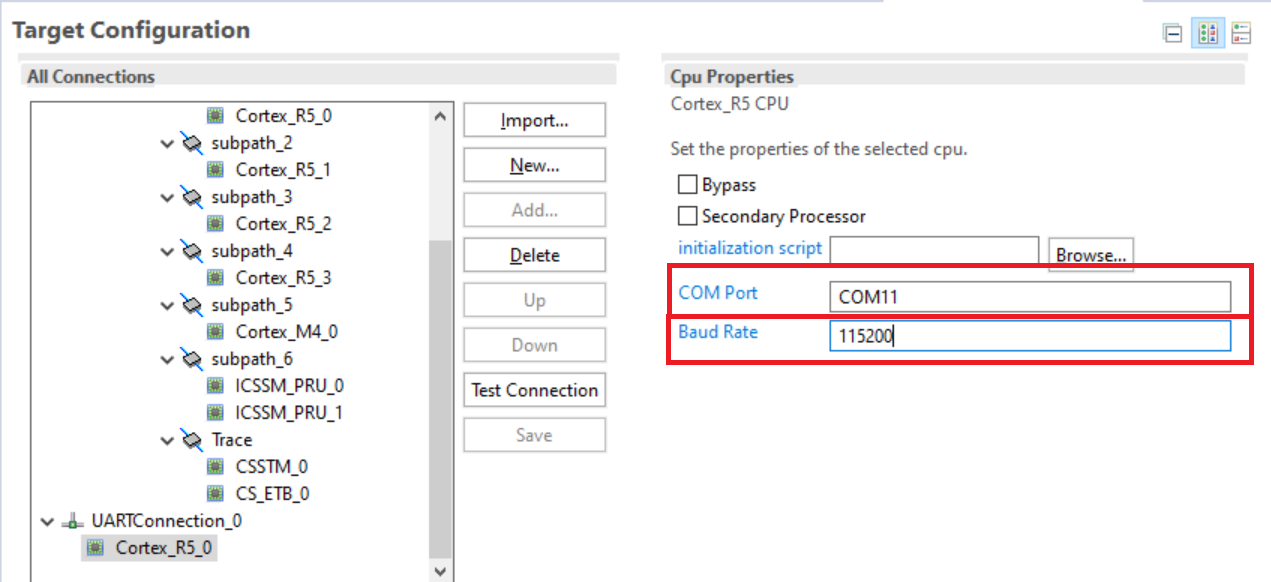 Target Configuration
All Connections
Cortex_R5_0
subpath_2
Cortex_R5_1
subpath_3
Cortex_R5_2
subpath_4
Cortex_R5_3
subpath_5
Cortex_M4_0
subpath_6
ICSSM_PRU_0
ICSSM_PRU_1
Trace
CSSTM_0
CS_ETB_0
UARTConnection_0
Cortex_R5_0
Import...
New...
Add...
Delete
Up
Down
Test Connection
Save
Cpu Properties
Cortex_R5 CPU
Set the properties of the selected cpu.
Bypass
Secondary Processor
initialization script Browse...
COM Port COM11
Baud Rate 115200